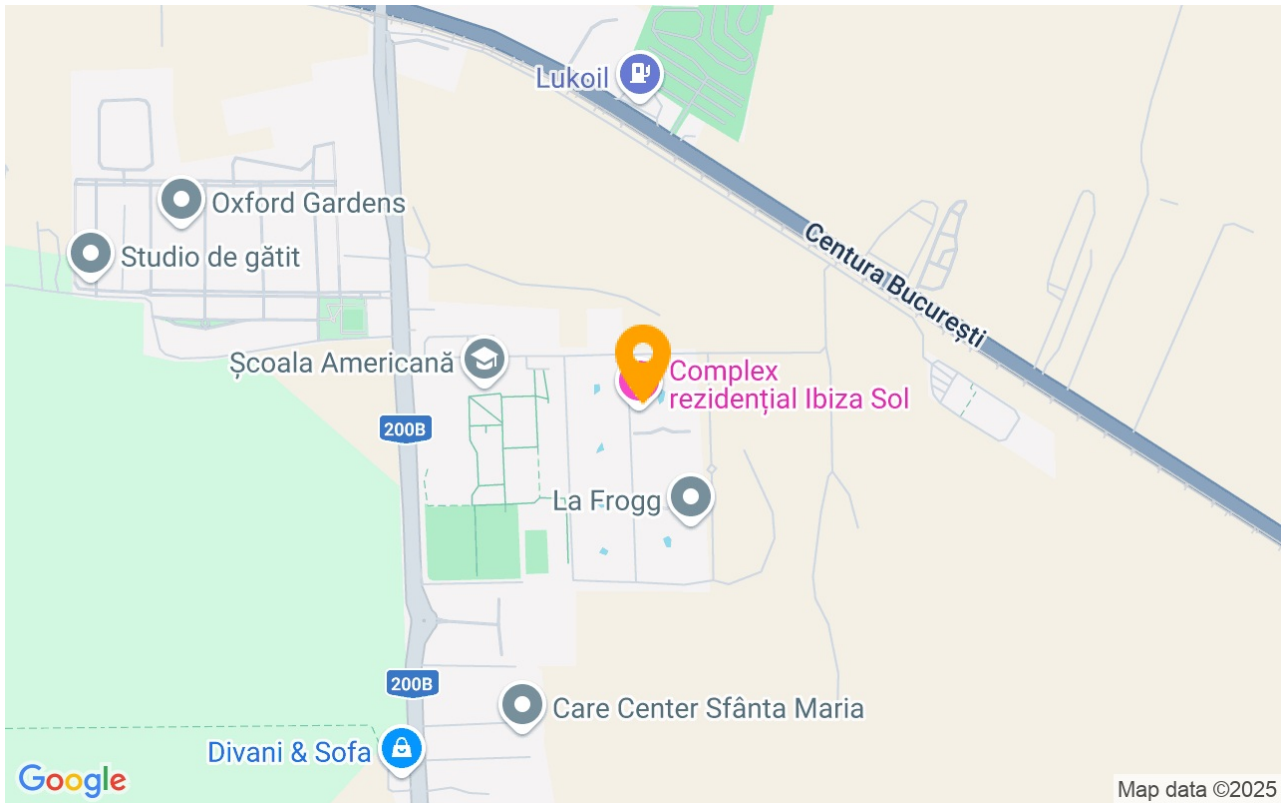 Lukoil
Oxford Gardens
Studio de gătit
Centura București
Școala Americană
Complex
rezidențial Ibiza Sol
200B
La Frogg
200B
Care Center Sfânta Maria
Divani & Sofa
Google
Map data ©2025